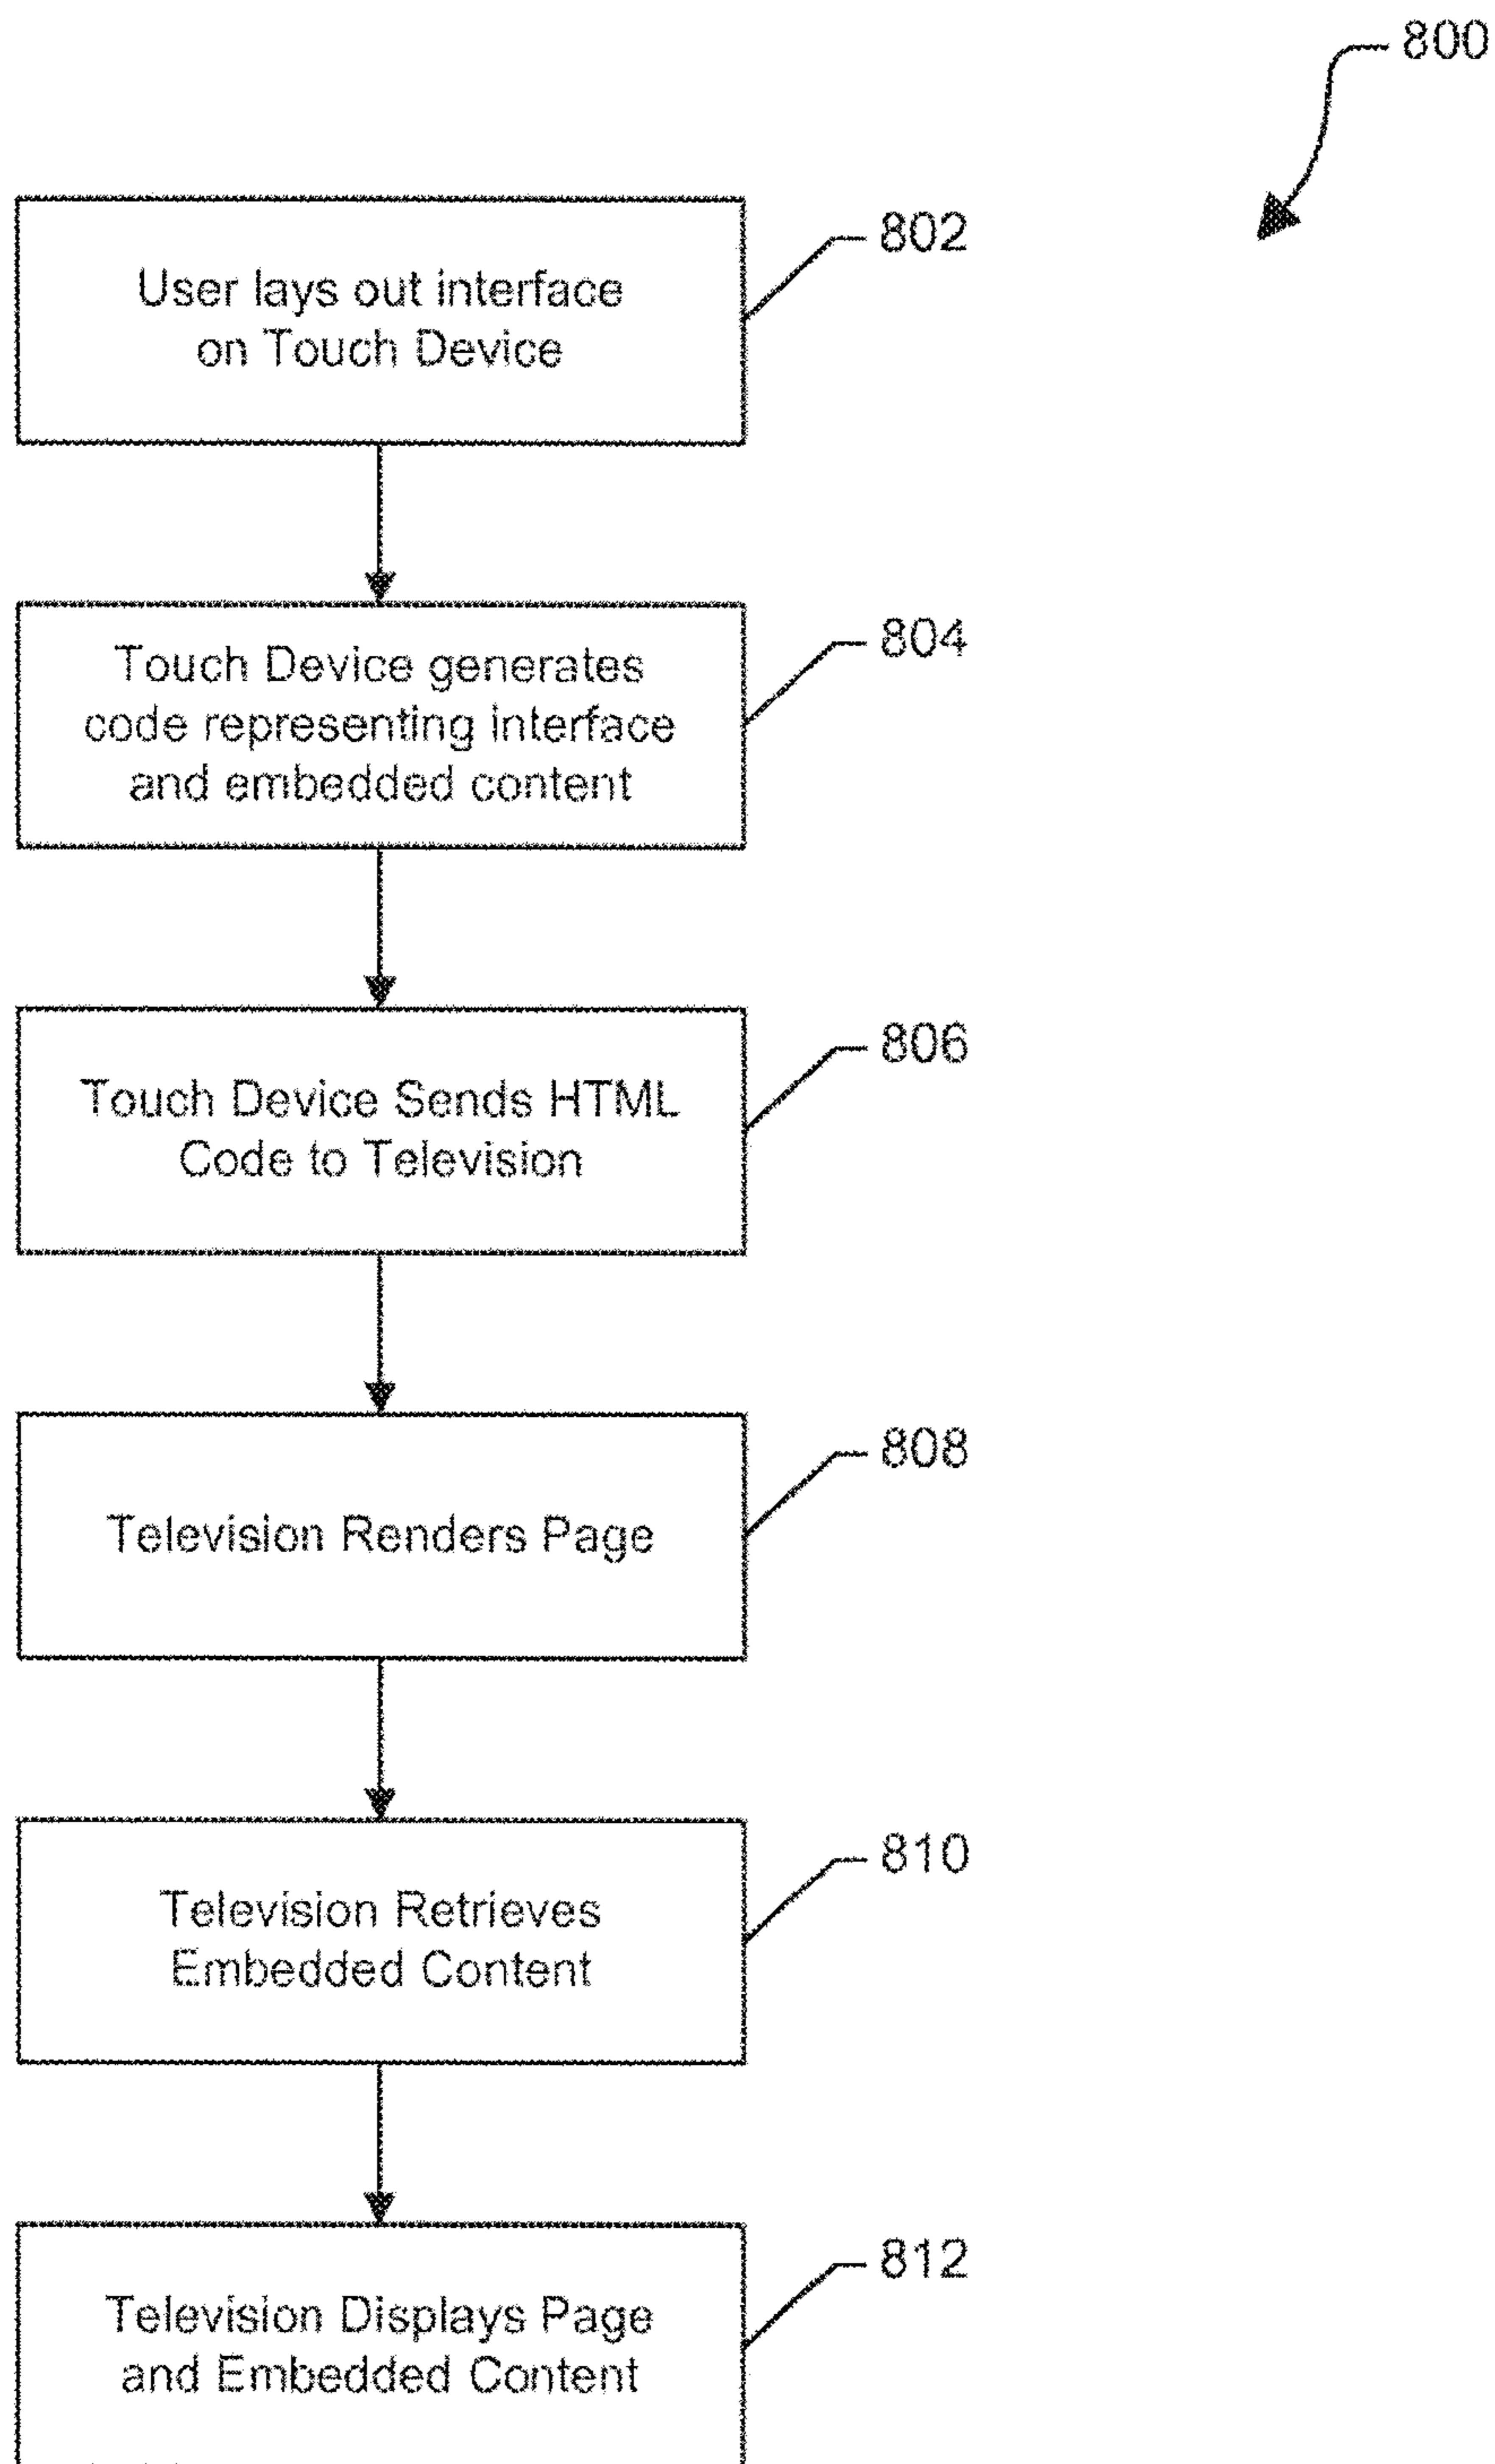 800
802
User lays out interface
on Touch Device
804
Touch Device generates
code representing interface
and embedded content
806
Touch Device Sends HTML
Code to Television
808
Television Renders Page
810
Television Retrieves
Embedded Content
812
Television Displays Page
and Embedded Content